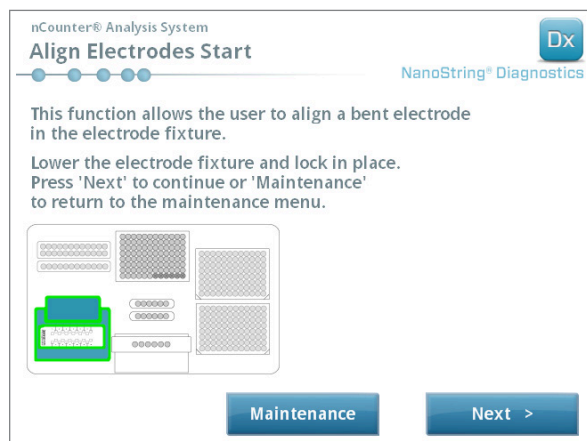 nCounter® Analysis System
Align Electrodes Start
Dx
NanoString® Diagnostics
This function allows the user to align a bent electrode
in the electrode fixture.
Lower the electrode fixture and lock in place.
Press 'Next' to continue or 'Maintenance'
to return to the maintenance menu.
Maintenance
Next >